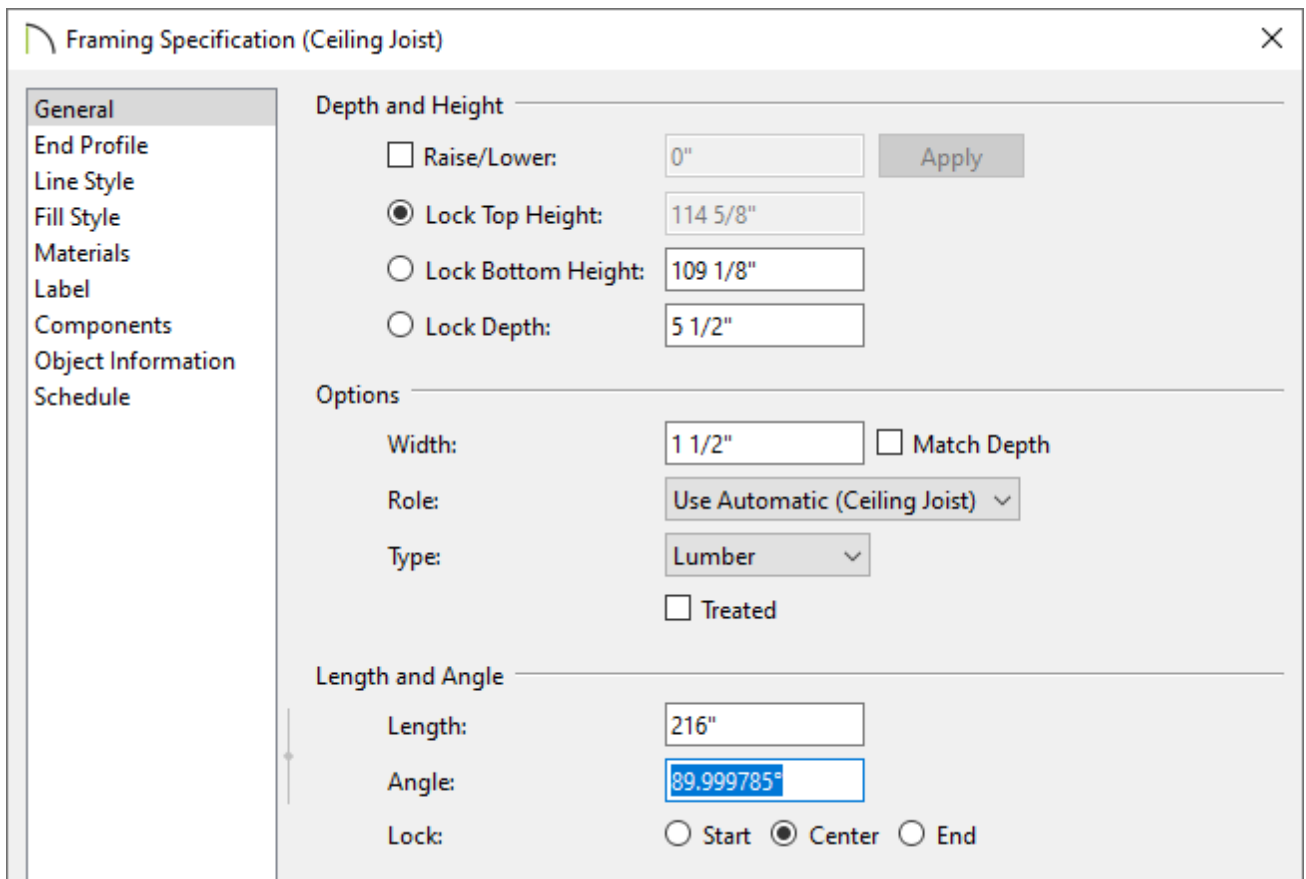 Framing Specification (Ceiling Joist)
General
End Profile
Line Style
Fill Style
Materials
Label
Components
Object Information
Schedule
Depth and Height
Raise/Lower: 0" Apply
Lock Top Height: 114 5/8"
Lock Bottom Height: 109 1/8"
Lock Depth: 5 1/2"
Options
Width: 1 1/2" Match Depth
Role: Use Automatic (Ceiling Joist)
Type: Lumber
Treated
Length and Angle
Length: 216"
Angle: 89.999785°
Lock: Start Center End